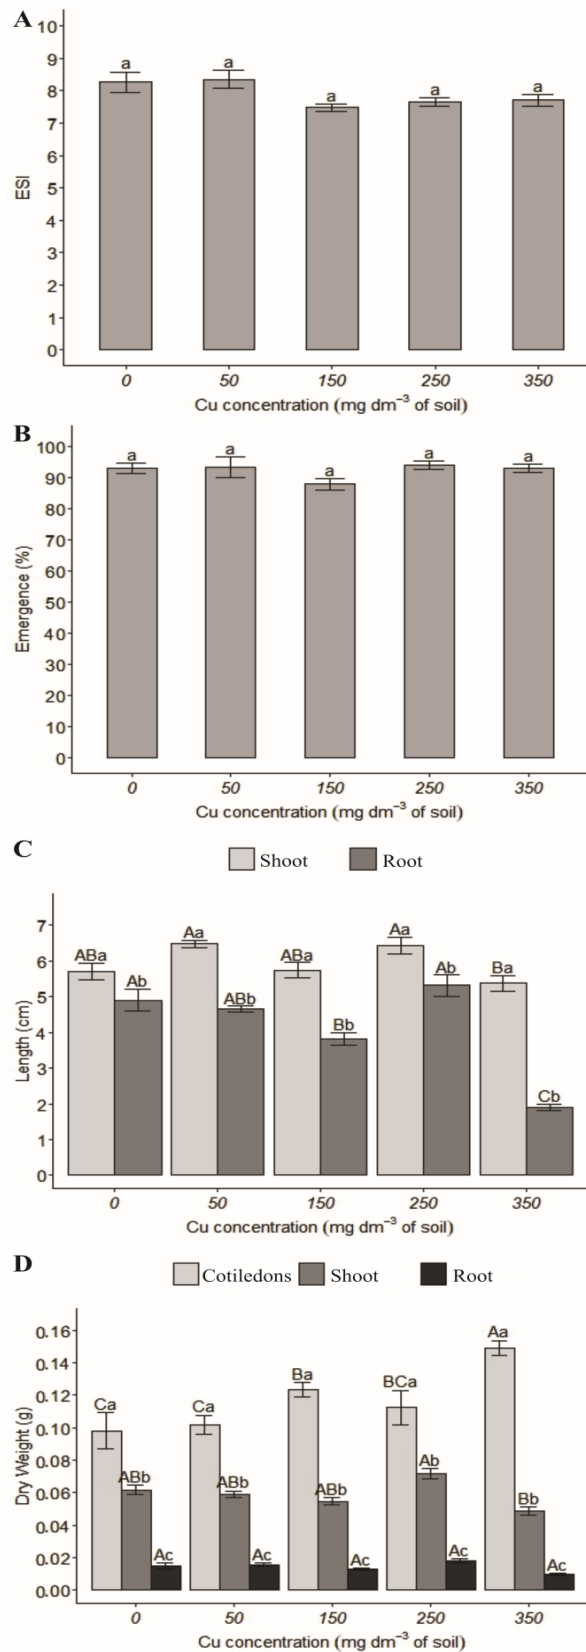 A
10
9
8
7
6
5
4
3
2
1
0
ESI
a a a a a
0 50 150 250 350
Cu concentration (mg dm⁻³ of soil)
B
100
90
80
70
60
50
40
30
20
10
0
Emergence (%)
a a a a a
0 50 150 250 350
Cu concentration (mg dm⁻³ of soil)
C
Shoot Root
7
6
5
4
3
2
1
0
Length (cm)
ABa Ab Aa ABb ABa Bb Aa Ab Ba Cb
0 50 150 250 350
Cu concentration (mg dm⁻³ of soil)
D
Cotiledons Shoot Root
0.16
0.14
0.12
0.10
0.08
0.06
0.04
0.02
0.00
Dry Weight (g)
Ca ABb Ac Ca ABb Ac Ba ABb Ac BCa Ab Ac Aa Bb Ac
0 50 150 250 350
Cu concentration (mg dm⁻³ of soil)